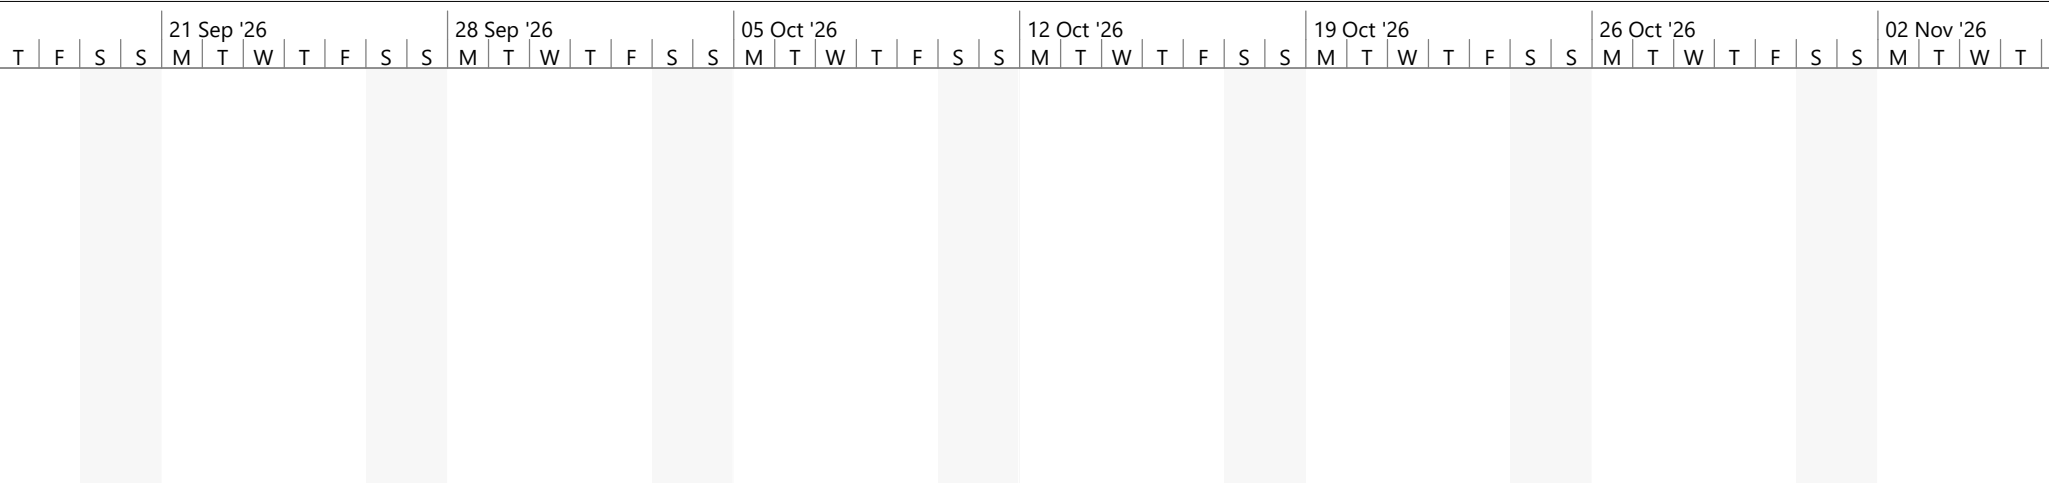 21 Sep '26 28 Sep '26 05 Oct '26 12 Oct '26 19 Oct '26 26 Oct '26 02 Nov '26
T F S S M T W T F S S M T W T F S S M T W T F S S M T W T F S S M T W T F S S M T W T F S S M T W T